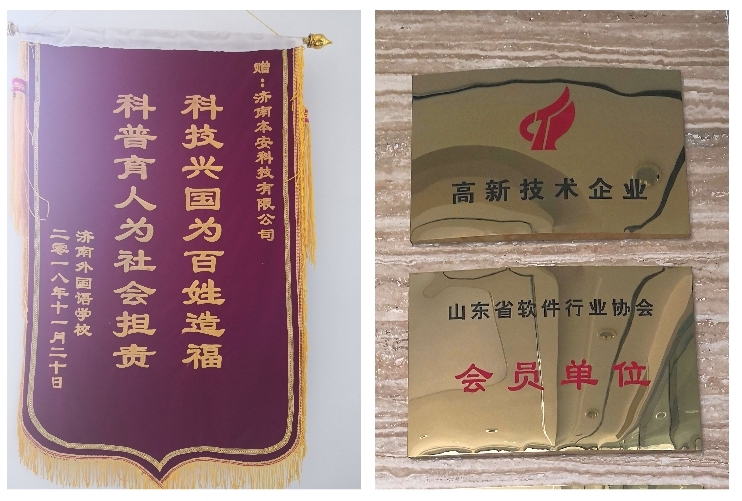 赠：济南本安科技有限公司
科技兴国为百姓造福
科普育人为社会担责
济南外国语学校
二零一八年十一月二十日
高新技术企业
山东省软件行业协会
会员单位